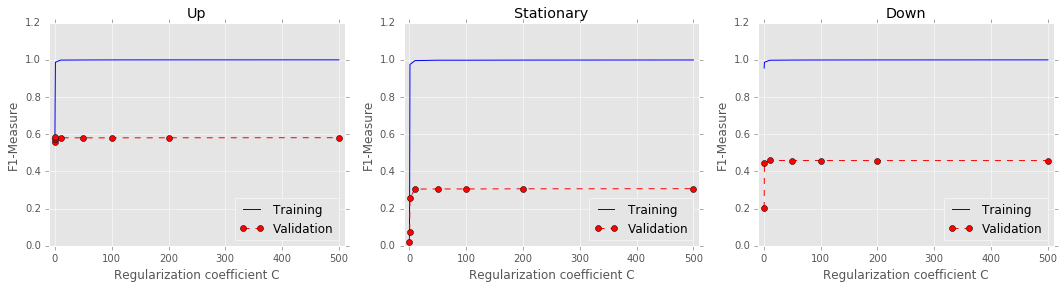 Up
1.2
1.0
0.8
0.6
0.4
0.2
0.0
F1-Measure
Training
Validation
0 100 200 300 400 500
Regularization coefficient C
Stationary
1.2
1.0
0.8
0.6
0.4
0.2
0.0
F1-Measure
Training
Validation
0 100 200 300 400 500
Regularization coefficient C
Down
1.2
1.0
0.8
0.6
0.4
0.2
0.0
F1-Measure
Training
Validation
0 100 200 300 400 500
Regularization coefficient C